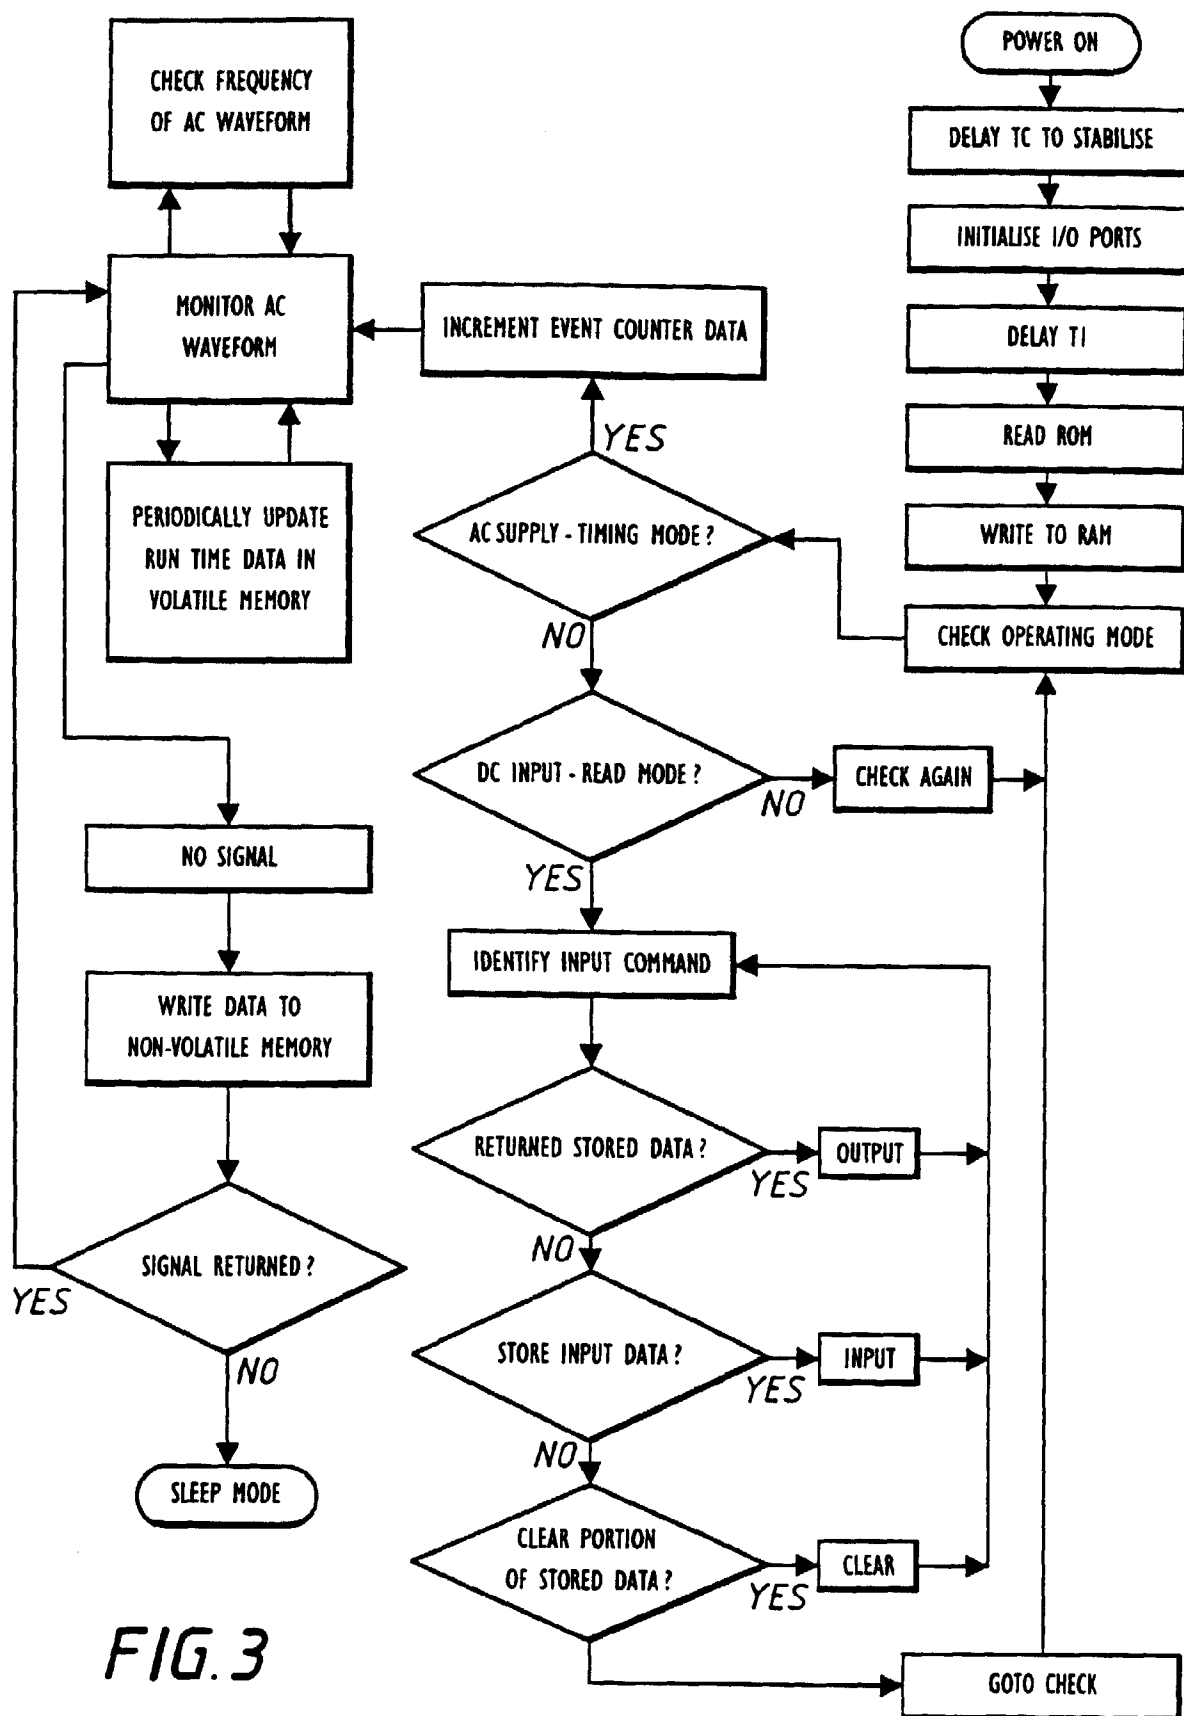 POWER ON
DELAY TC TO STABILISE
INITIALISE I/O PORTS
DELAY T1
READ ROM
WRITE TO RAM
CHECK OPERATING MODE
CHECK FREQUENCY
OF AC WAVEFORM
MONITOR AC
WAVEFORM
INCREMENT EVENT COUNTER DATA
PERIODICALLY UPDATE
RUN TIME DATA IN
VOLATILE MEMORY
YES
AC SUPPLY - TIMING MODE?
NO
DC INPUT - READ MODE?
NO
CHECK AGAIN
YES
NO SIGNAL
WRITE DATA TO
NON-VOLATILE MEMORY
SIGNAL RETURNED?
YES
NO
SLEEP MODE
IDENTIFY INPUT COMMAND
RETURNED STORED DATA?
YES
OUTPUT
NO
STORE INPUT DATA?
YES
INPUT
NO
CLEAR PORTION
OF STORED DATA?
YES
CLEAR
GOTO CHECK
FIG. 3